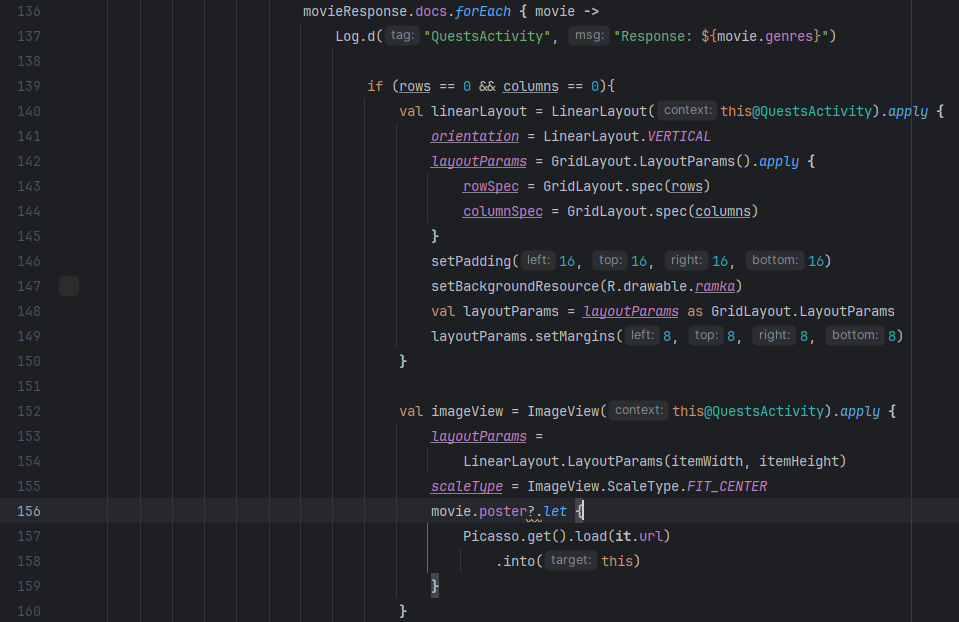 136 movieResponse.docs.forEach { movie ->
137 Log.d( tag: "QuestsActivity", msg: "Response: ${movie.genres}")
138
139 if (rows == 0 && columns == 0){
140 val linearLayout = LinearLayout( context: this@QuestsActivity).apply {
141 orientation = LinearLayout.VERTICAL
142 layoutParams = GridLayout.LayoutParams().apply {
143 rowSpec = GridLayout.spec(rows)
144 columnSpec = GridLayout.spec(columns)
145 }
146 setPadding( left: 16, top: 16, right: 16, bottom: 16)
147 setBackgroundResource(R.drawable.ramka)
148 val layoutParams = layoutParams as GridLayout.LayoutParams
149 layoutParams.setMargins( left: 8, top: 8, right: 8, bottom: 8)
150 }
151
152 val imageView = ImageView( context: this@QuestsActivity).apply {
153 layoutParams =
154 LinearLayout.LayoutParams(itemWidth, itemHeight)
155 scaleType = ImageView.ScaleType.FIT_CENTER
156 movie.poster?.let {
157 Picasso.get().load(it.url)
158 .into( target: this)
159 }
160 }